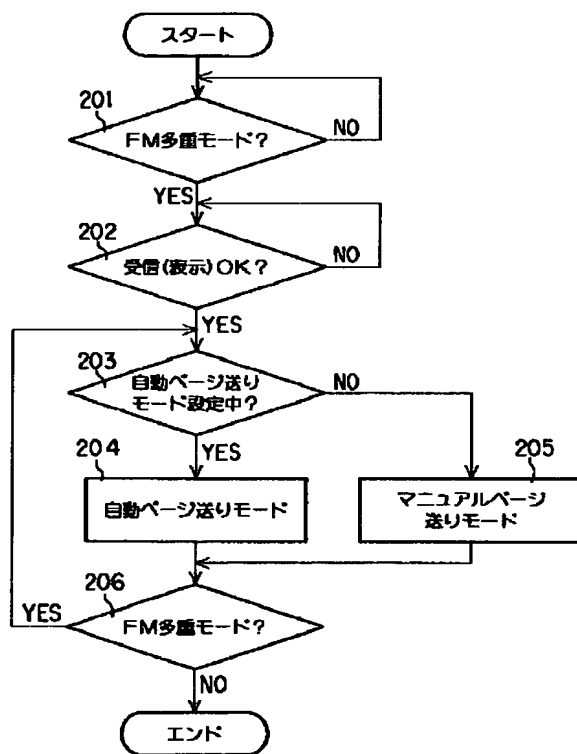 スタート
201
FM多重モード?
NO
YES
202
受信(表示)OK?
NO
YES
203
自動ページ送り
モード設定中?
NO
YES
204
自動ページ送りモード
205
マニュアルページ
送りモード
206
YES
FM多重モード?
NO
エンド